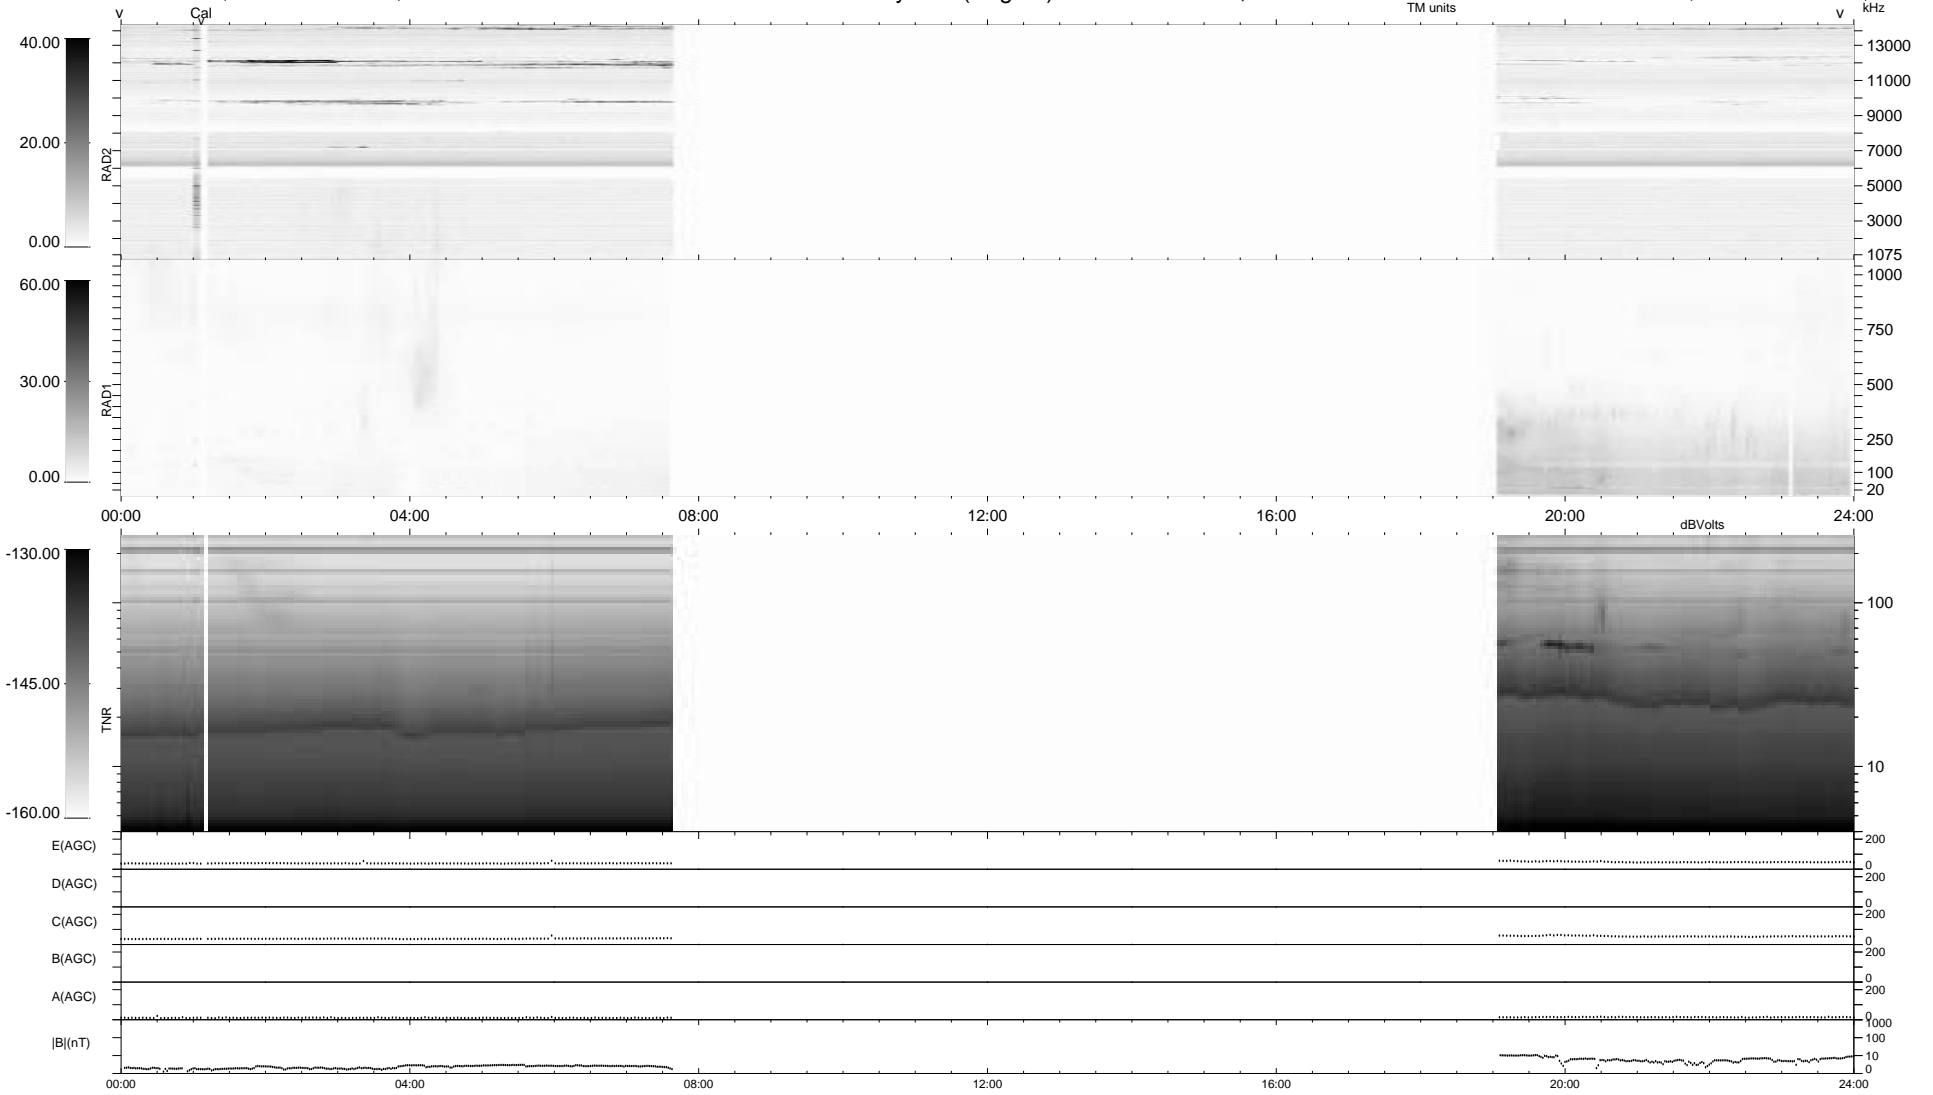 v Cal TM units v kHz
v
40.00
20.00
0.00
RAD2
13000
11000
9000
7000
5000
3000
1075
60.00
30.00
0.00
RAD1
1000
750
500
250
100
20
00:00 04:00 08:00 12:00 16:00 20:00 24:00
dBVolts
-130.00
-145.00
-160.00
TNR
100
10
E(AGC) 200 0
D(AGC) 200 0
C(AGC) 200 0
B(AGC) 200 0
A(AGC) 200 0
|B|(nT) 1000 100 10 0
00:00 04:00 08:00 12:00 16:00 20:00 24:00